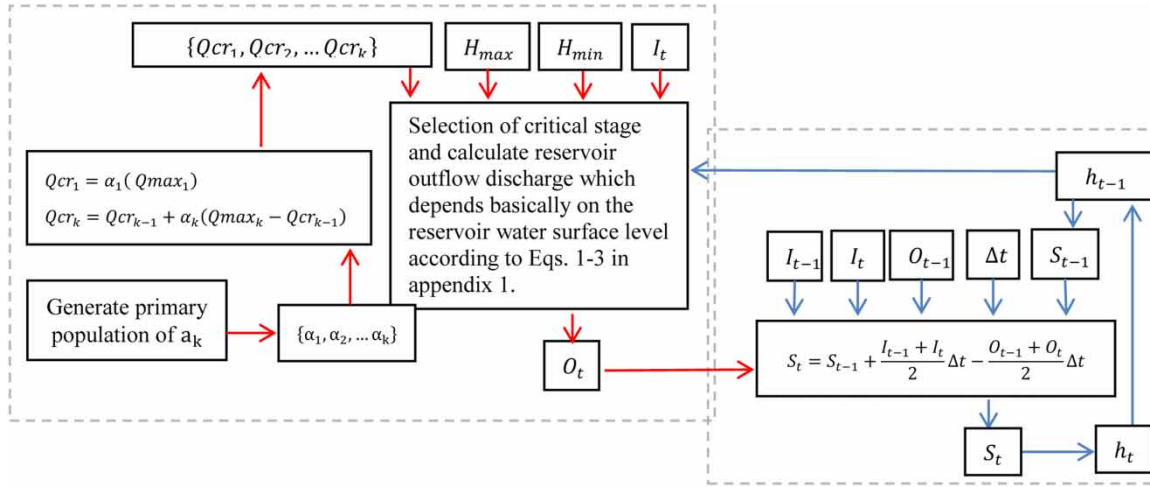 {Qcr₁, Qcr₂, … Qcrₖ}
Hₘₐₓ
Hₘᵢₙ
Iₜ
Selection of critical stage
and calculate reservoir
outflow discharge which
depends basically on the
reservoir water surface level
according to Eqs. 1-3 in
appendix 1.
Qcr₁ = α₁(Qmax₁)
Qcrₖ = Qcrₖ₋₁ + αₖ(Qmaxₖ − Qcrₖ₋₁)
Generate primary
population of aₖ
{α₁, α₂, … αₖ}
Oₜ
hₜ₋₁
Iₜ₋₁
Iₜ
Oₜ₋₁
Δt
Sₜ₋₁
Sₜ = Sₜ₋₁ + (Iₜ₋₁ + Iₜ)/2 Δt − (Oₜ₋₁ + Oₜ)/2 Δt
Sₜ
hₜ